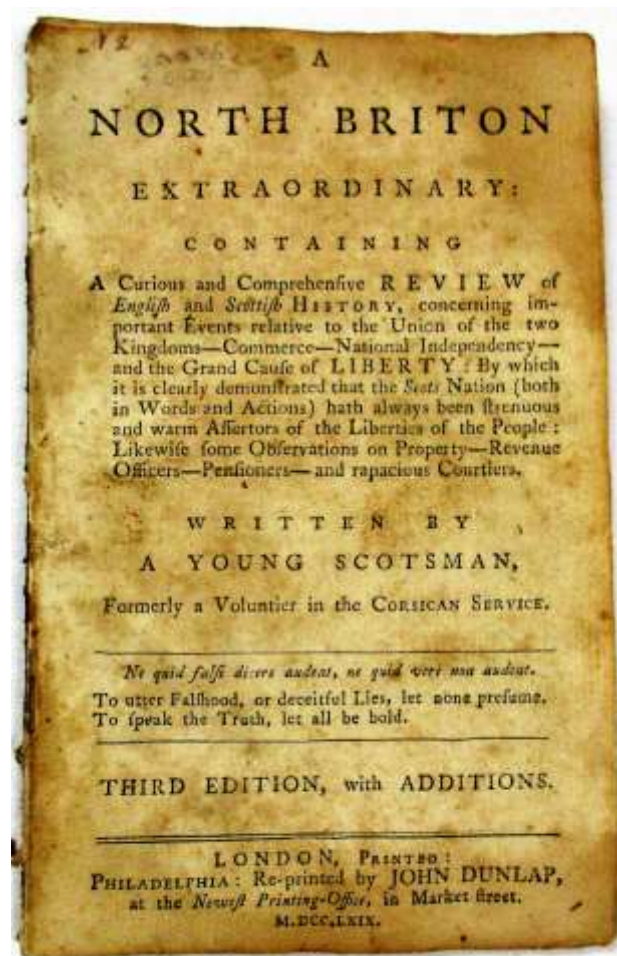 N 2
A
NORTH BRITON
EXTRAORDINARY:
CONTAINING
A Curious and Comprehenſive REVIEW of
Engliſh and Scottiſh HISTORY, concerning im-
portant Events relative to the Union of the two
Kingdoms—Commerce—National Independency—
and the Grand Cauſe of LIBERTY: By which
it is clearly demonſtrated that the Scots Nation (both
in Words and Actions) hath always been ſtrenuous
and warm Aſſertors of the Liberties of the People:
Likewiſe ſome Obſervations on Property—Revenue
Officers—Penſioners—and rapacious Courtiers.
WRITTEN BY
A YOUNG SCOTSMAN,
Formerly a Voluntier in the CORSICAN SERVICE.
Ne quid falſi dicere audeat, ne quid veri non audeat.
To utter Falſhood, or deceitful Lies, let none preſume.
To ſpeak the Truth, let all be bold.
THIRD EDITION, with ADDITIONS.
LONDON, PRINTED:
PHILADELPHIA: Re-printed by JOHN DUNLAP,
at the Neweſt Printing-Office, in Market ſtreet.
M.DCC.LXIX.